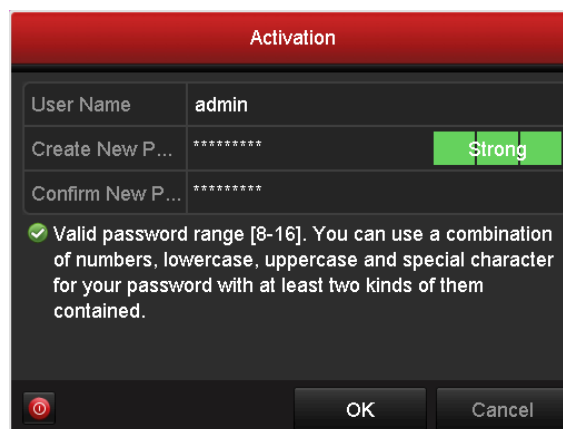 Activation
User Name admin
Create New P... ********* Strong
Confirm New P... *********
Valid password range [8-16]. You can use a combination
of numbers, lowercase, uppercase and special character
for your password with at least two kinds of them
contained.
OK Cancel